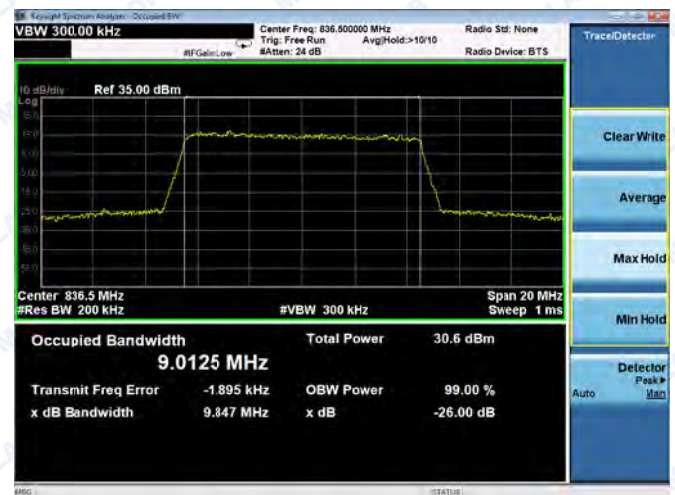 Keysight Spectrum Analyzer - Occupied BW
VBW 300.00 kHz
#IFGain:Low
Center Freq: 836.500000 MHz
Trig: Free Run Avg|Hold:>10/10
#Atten: 24 dB
Radio Std: None
Radio Device: BTS
Trace/Detector
10 dB/div Ref 35.00 dBm
Log
Clear Write
Average
Max Hold
Min Hold
Center 836.5 MHz Span 20 MHz
#Res BW 200 kHz #VBW 300 kHz Sweep 1 ms
Occupied Bandwidth Total Power 30.6 dBm
9.0125 MHz
Transmit Freq Error -1.895 kHz OBW Power 99.00 %
x dB Bandwidth 9.847 MHz x dB -26.00 dB
Detector
Peak▶
Auto Man
MSG STATUS